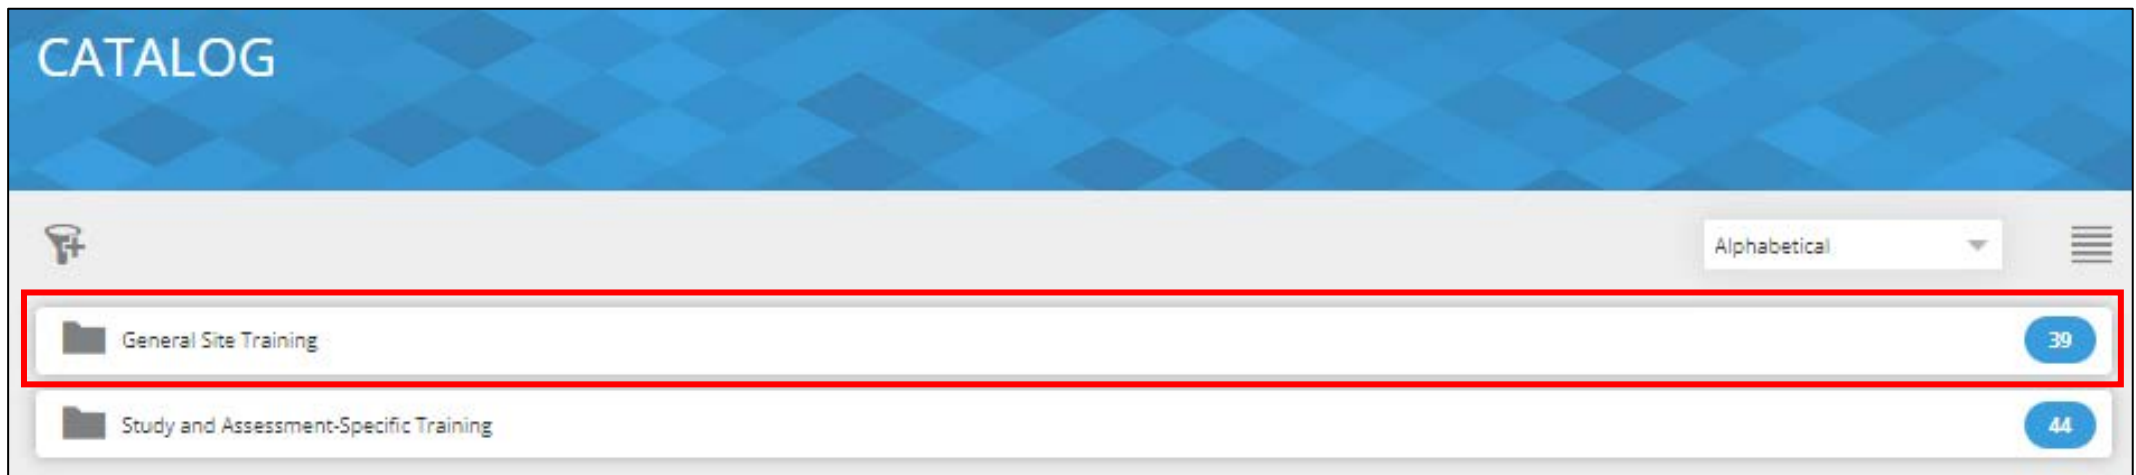 CATALOG
Alphabetical
General Site Training 39
Study and Assessment-Specific Training 44